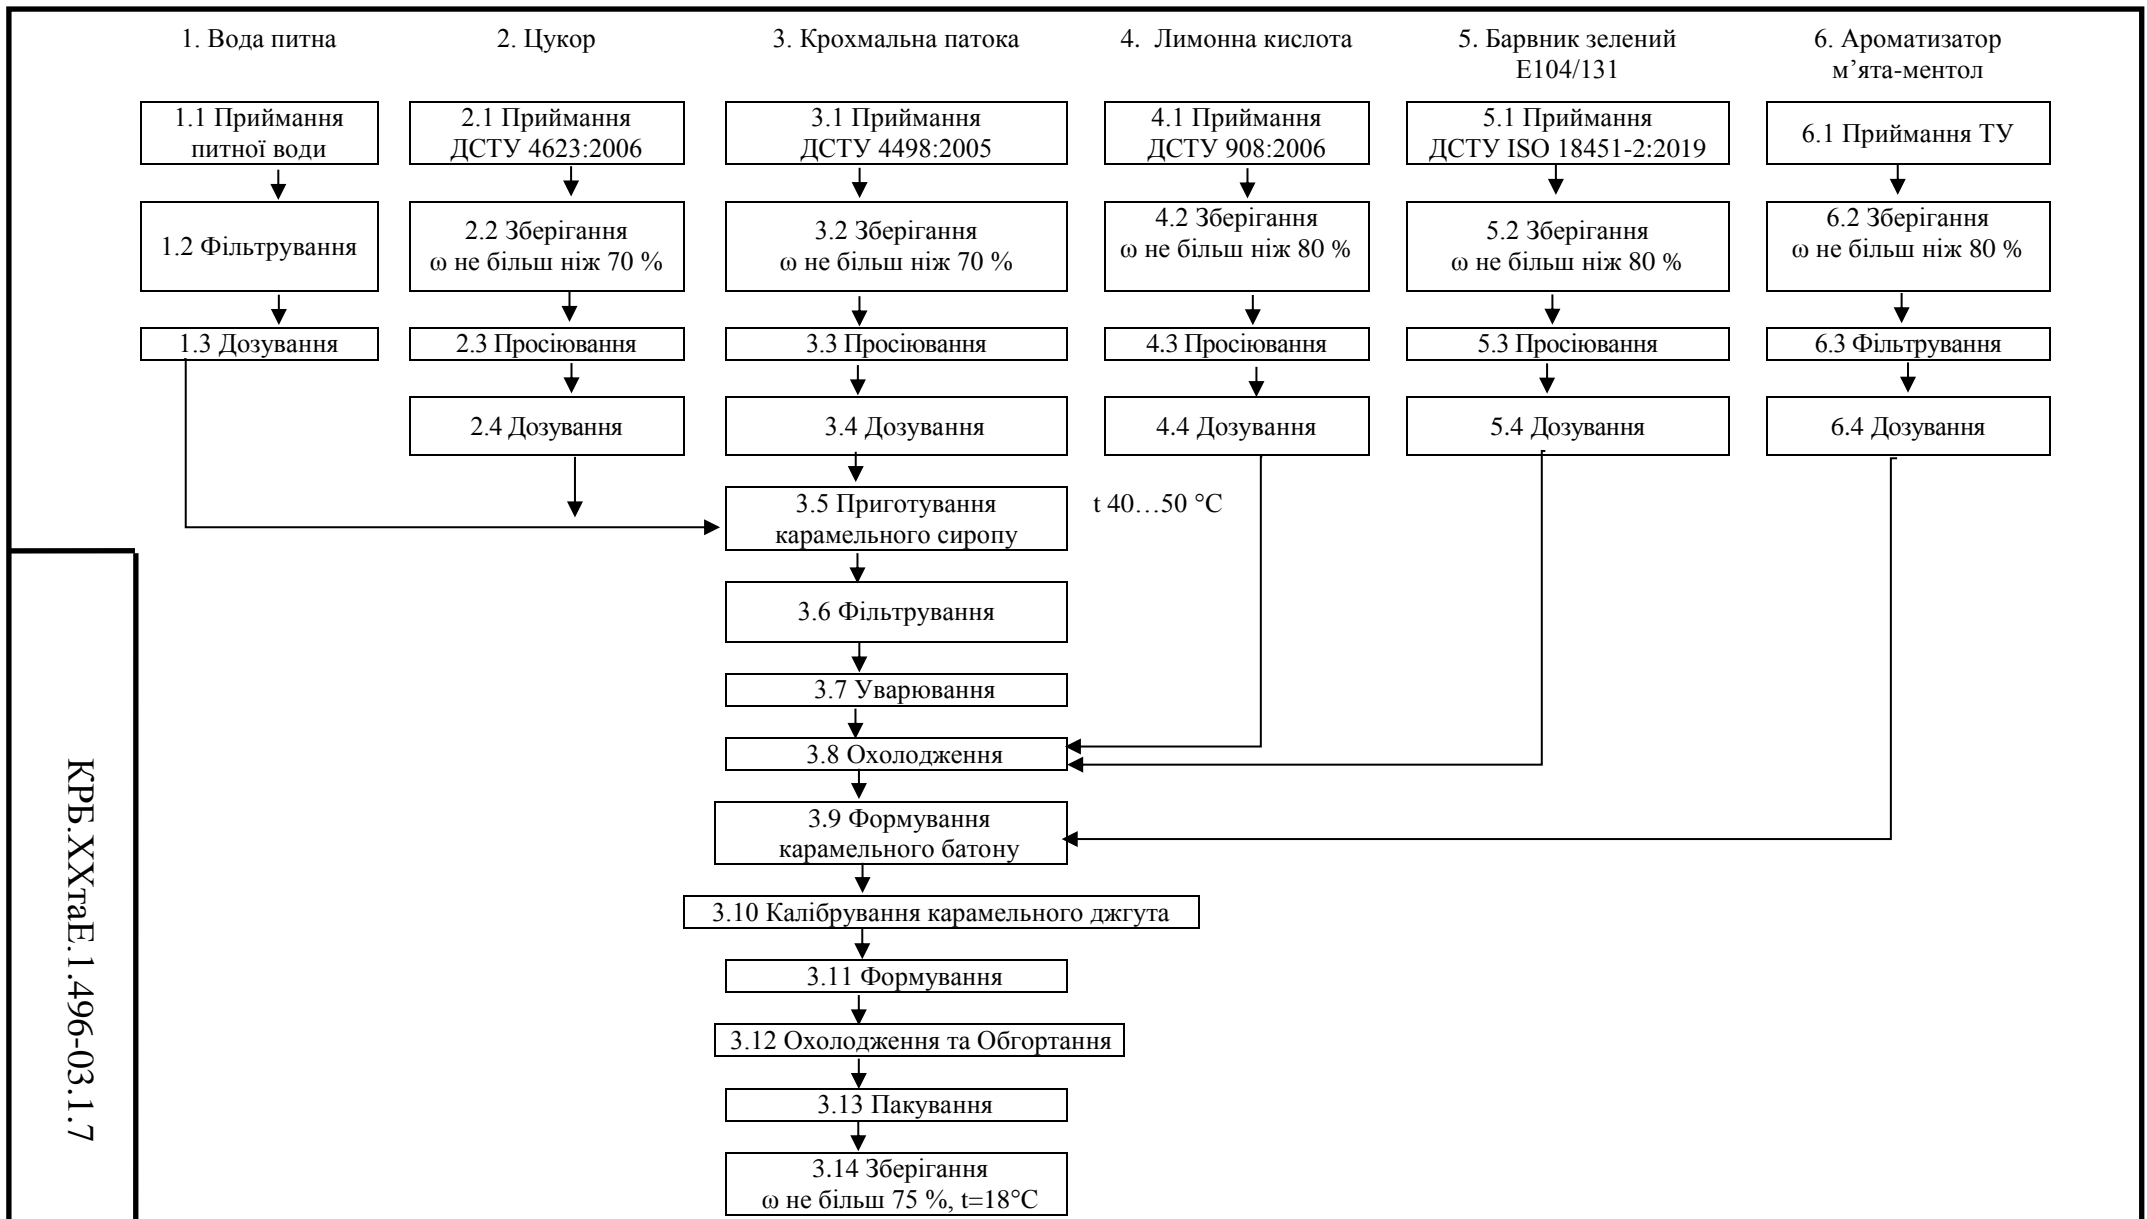 1. Вода питна
2. Цукор
3. Крохмальна патока
4. Лимонна кислота
5. Барвник зелений
Е104/131
6. Ароматизатор
м’ята-ментол
1.1 Приймання
питної води
2.1 Приймання
ДСТУ 4623:2006
3.1 Приймання
ДСТУ 4498:2005
4.1 Приймання
ДСТУ 908:2006
5.1 Приймання
ДСТУ ISO 18451-2:2019
6.1 Приймання ТУ
1.2 Фільтрування
2.2 Зберігання
ω не більш ніж 70 %
3.2 Зберігання
ω не більш ніж 70 %
4.2 Зберігання
ω не більш ніж 80 %
5.2 Зберігання
ω не більш ніж 80 %
6.2 Зберігання
ω не більш ніж 80 %
1.3 Дозування
2.3 Просіювання
3.3 Просіювання
4.3 Просіювання
5.3 Просіювання
6.3 Фільтрування
2.4 Дозування
3.4 Дозування
4.4 Дозування
5.4 Дозування
6.4 Дозування
3.5 Приготування
карамельного сиропу
t 40…50 °C
3.6 Фільтрування
3.7 Уварювання
3.8 Охолодження
3.9 Формування
карамельного батону
3.10 Калібрування карамельного джгута
3.11 Формування
3.12 Охолодження та Обгортання
3.13 Пакування
3.14 Зберігання
ω не більш 75 %, t=18°C
КРБ.ХХтаЕ.1.496-03.1.7